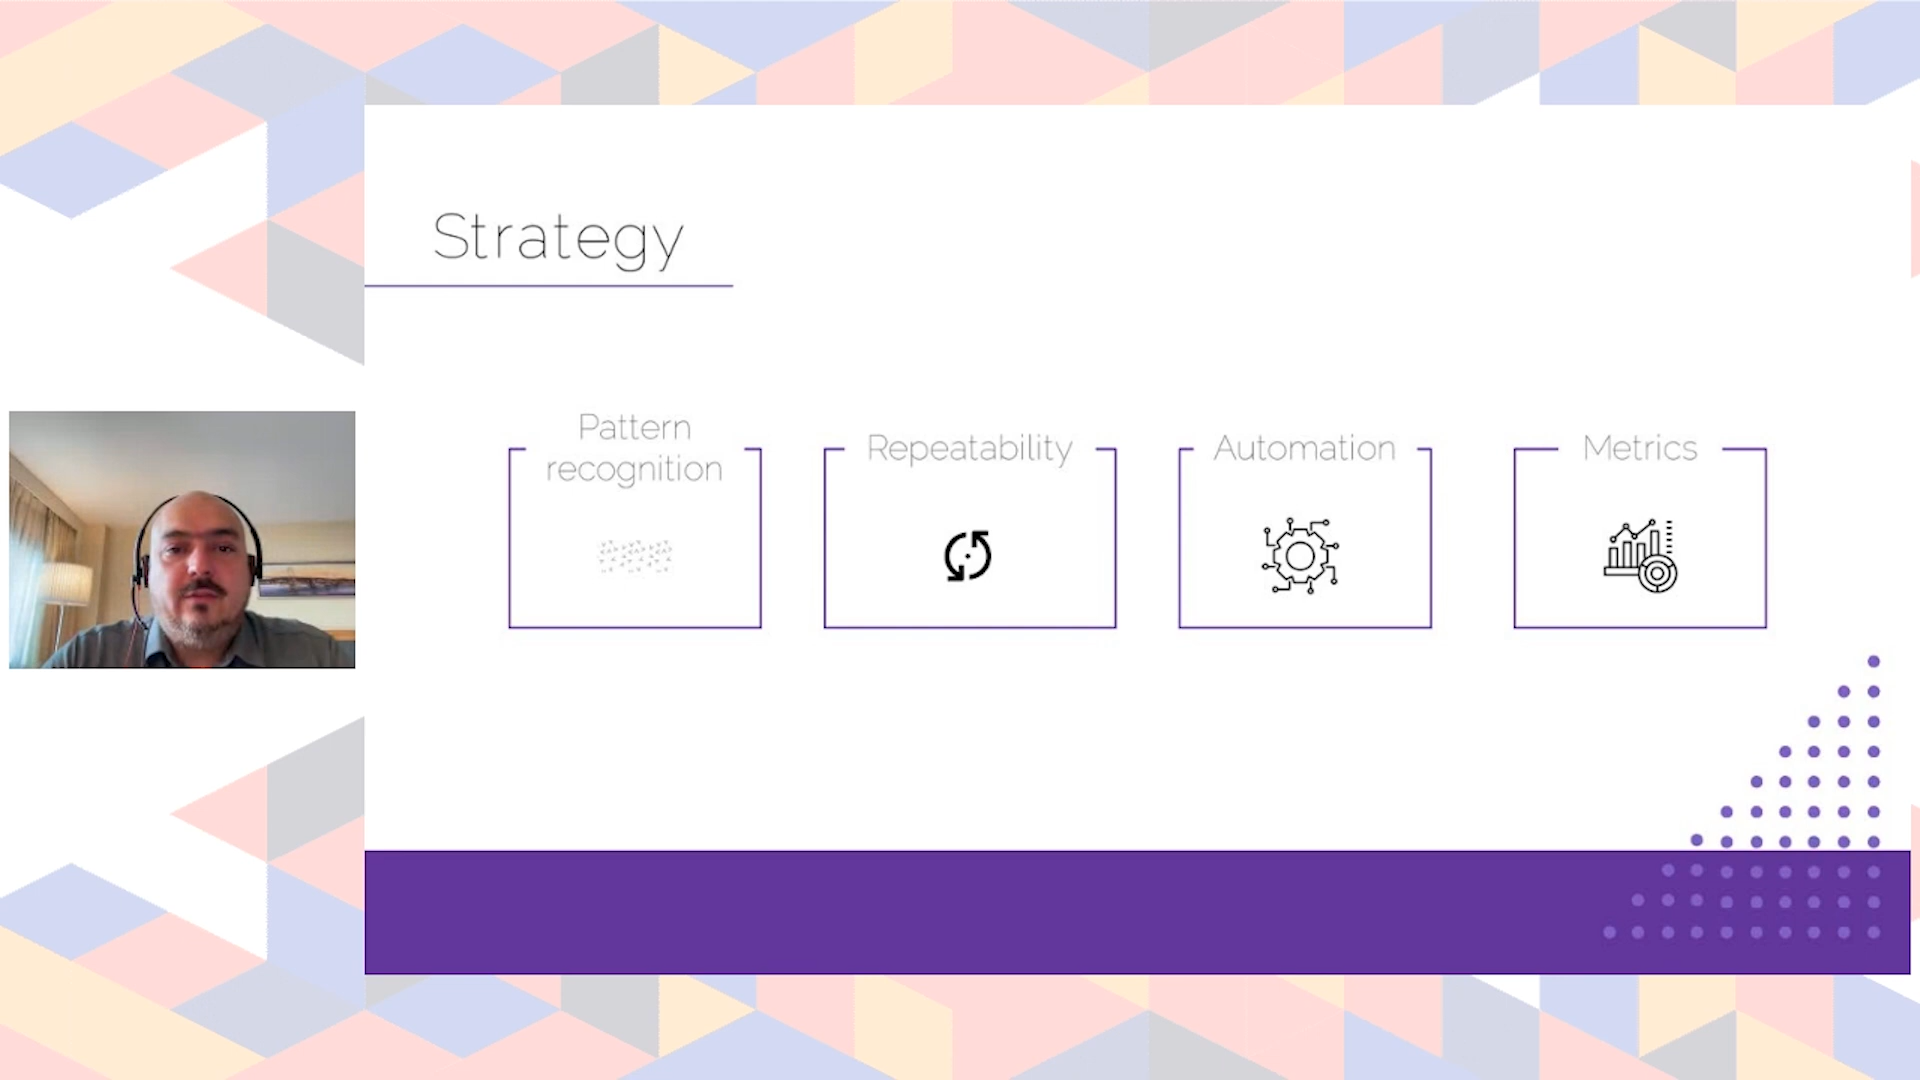 Strategy
Pattern
recognition
Repeatability
Automation
Metrics